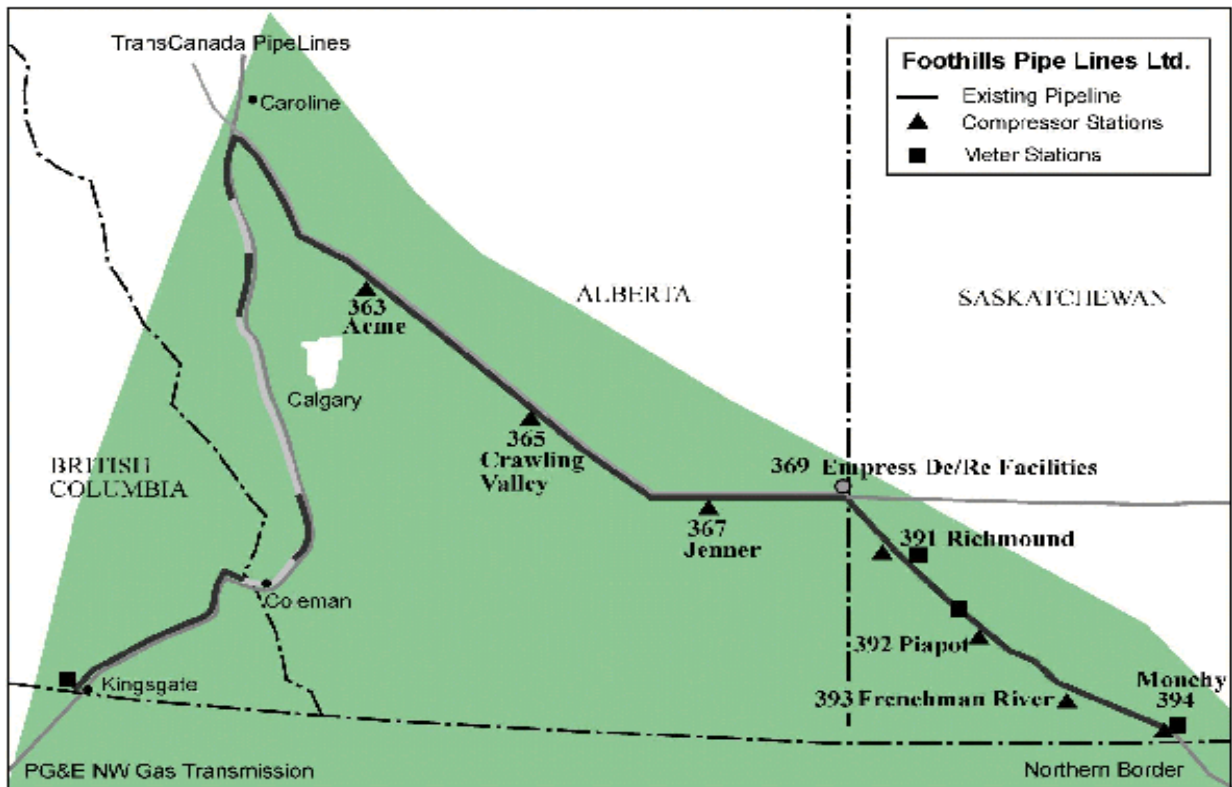 TransCanada PipeLines
Caroline
Foothills Pipe Lines Ltd.
Existing Pipeline
Compressor Stations
Meter Stations
ALBERTA
SASKATCHEWAN
363
Acme
Calgary
365
Crawling
Valley
BRITISH
COLUMBIA
369 Empress De/Re Facilities
367
Jenner
391 Richmound
Coleman
392 Piapot
Kingsgate
393 Frenchman River
Monchy
394
PG&E NW Gas Transmission
Northern Border